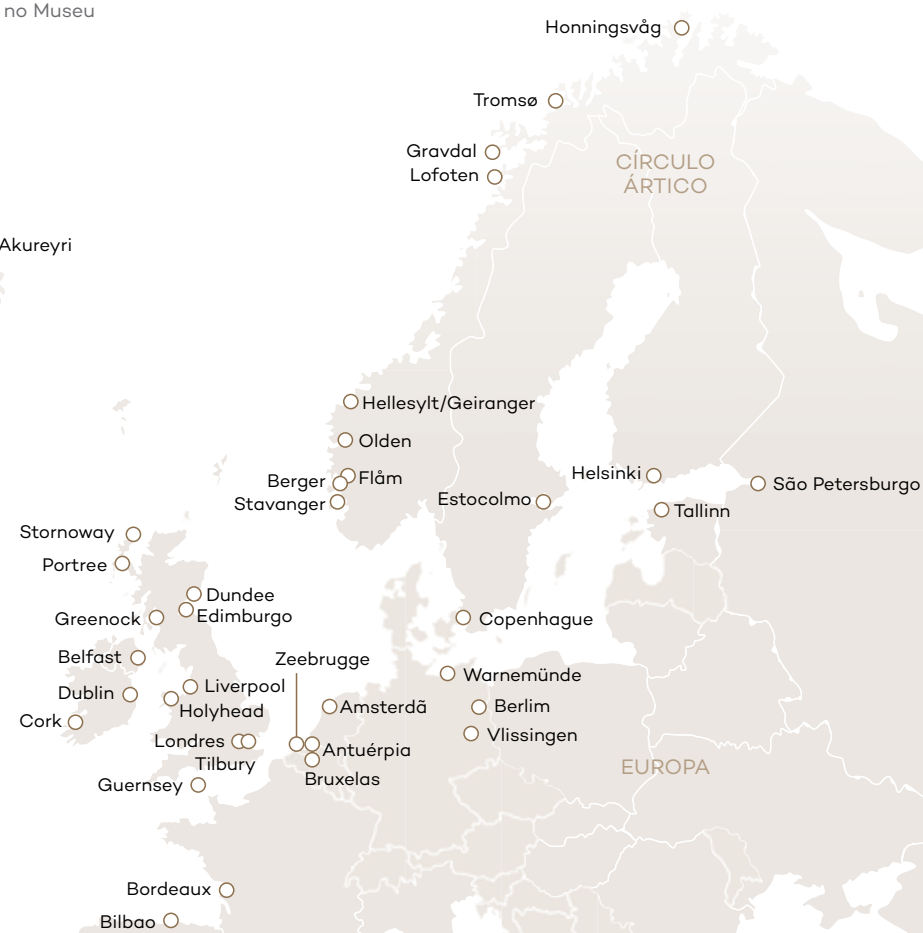 no Museu
Honningsvåg
Tromsø
Gravdal
CÍRCULO
ÁRTICO
Lofoten
Akureyri
Hellesylt/Geiranger
Olden
Flåm
Berger
Stavanger
Helsinki
São Petersburgo
Estocolmo
Tallinn
Stornoway
Portree
Dundee
Edimburgo
Greenock
Copenhague
Belfast
Zeebrugge
Warnemünde
Liverpool
Dublin
Holyhead
Amsterdã
Berlim
Cork
Vlissingen
Londres
Antuérpia
Tilbury
EUROPA
Bruxelas
Guernsey
Bordeaux
Bilbao